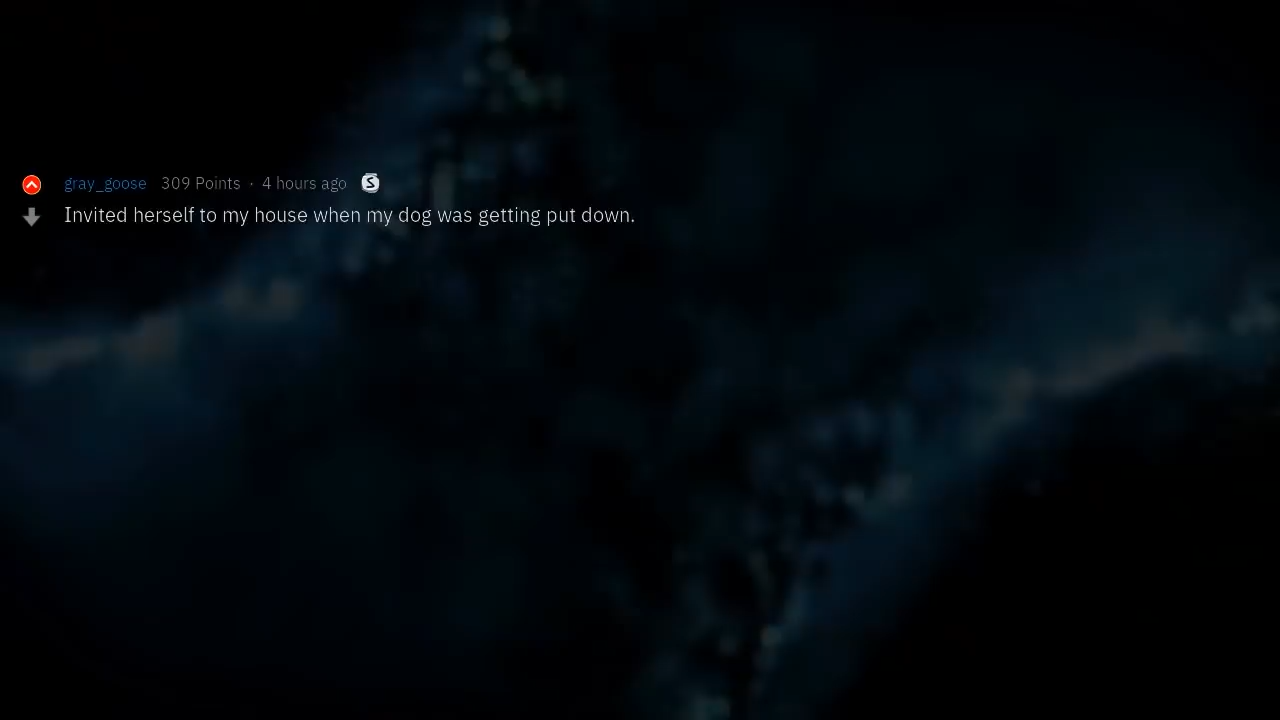 gray_goose 309 Points · 4 hours ago S
Invited herself to my house when my dog was getting put down.